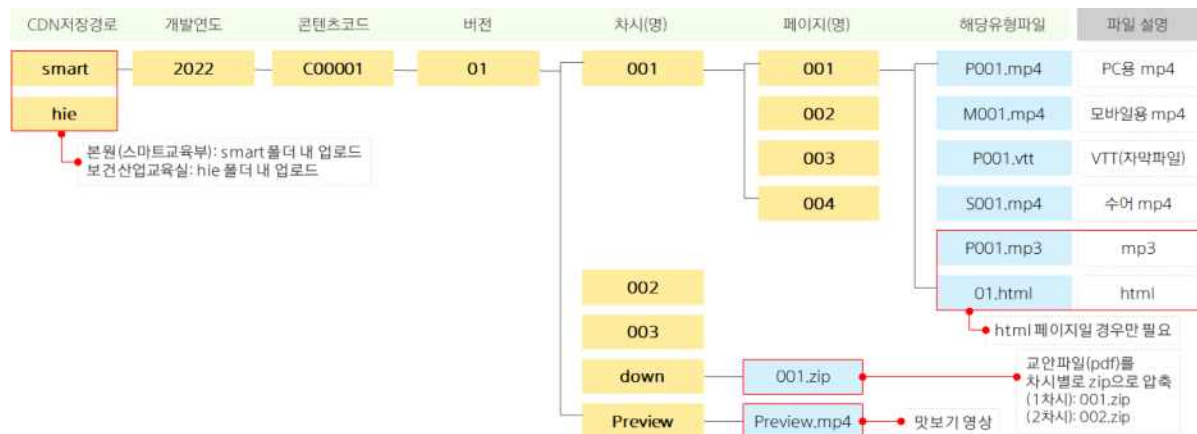 CDN저장경로 개발연도 콘텐츠코드 버전 차시(명) 페이지(명) 해당유형파일 파일 설명
smart 2022 C00001 01 001 001 P001.mp4 PC용 mp4
hie 002 M001.mp4 모바일용 mp4
본원(스마트교육부): smart 폴더 내 업로드
보건산업교육실: hie 폴더 내 업로드
003 P001.vtt VTT(자막파일)
004 S001.mp4 수어 mp4
P001.mp3 mp3
002 01.html html
003
html 페이지일 경우만 필요
down 001.zip
교안파일(pdf)를
차시별로 zip으로 압축
(1차시): 001.zip
(2차시): 002.zip
Preview Preview.mp4 맛보기 영상